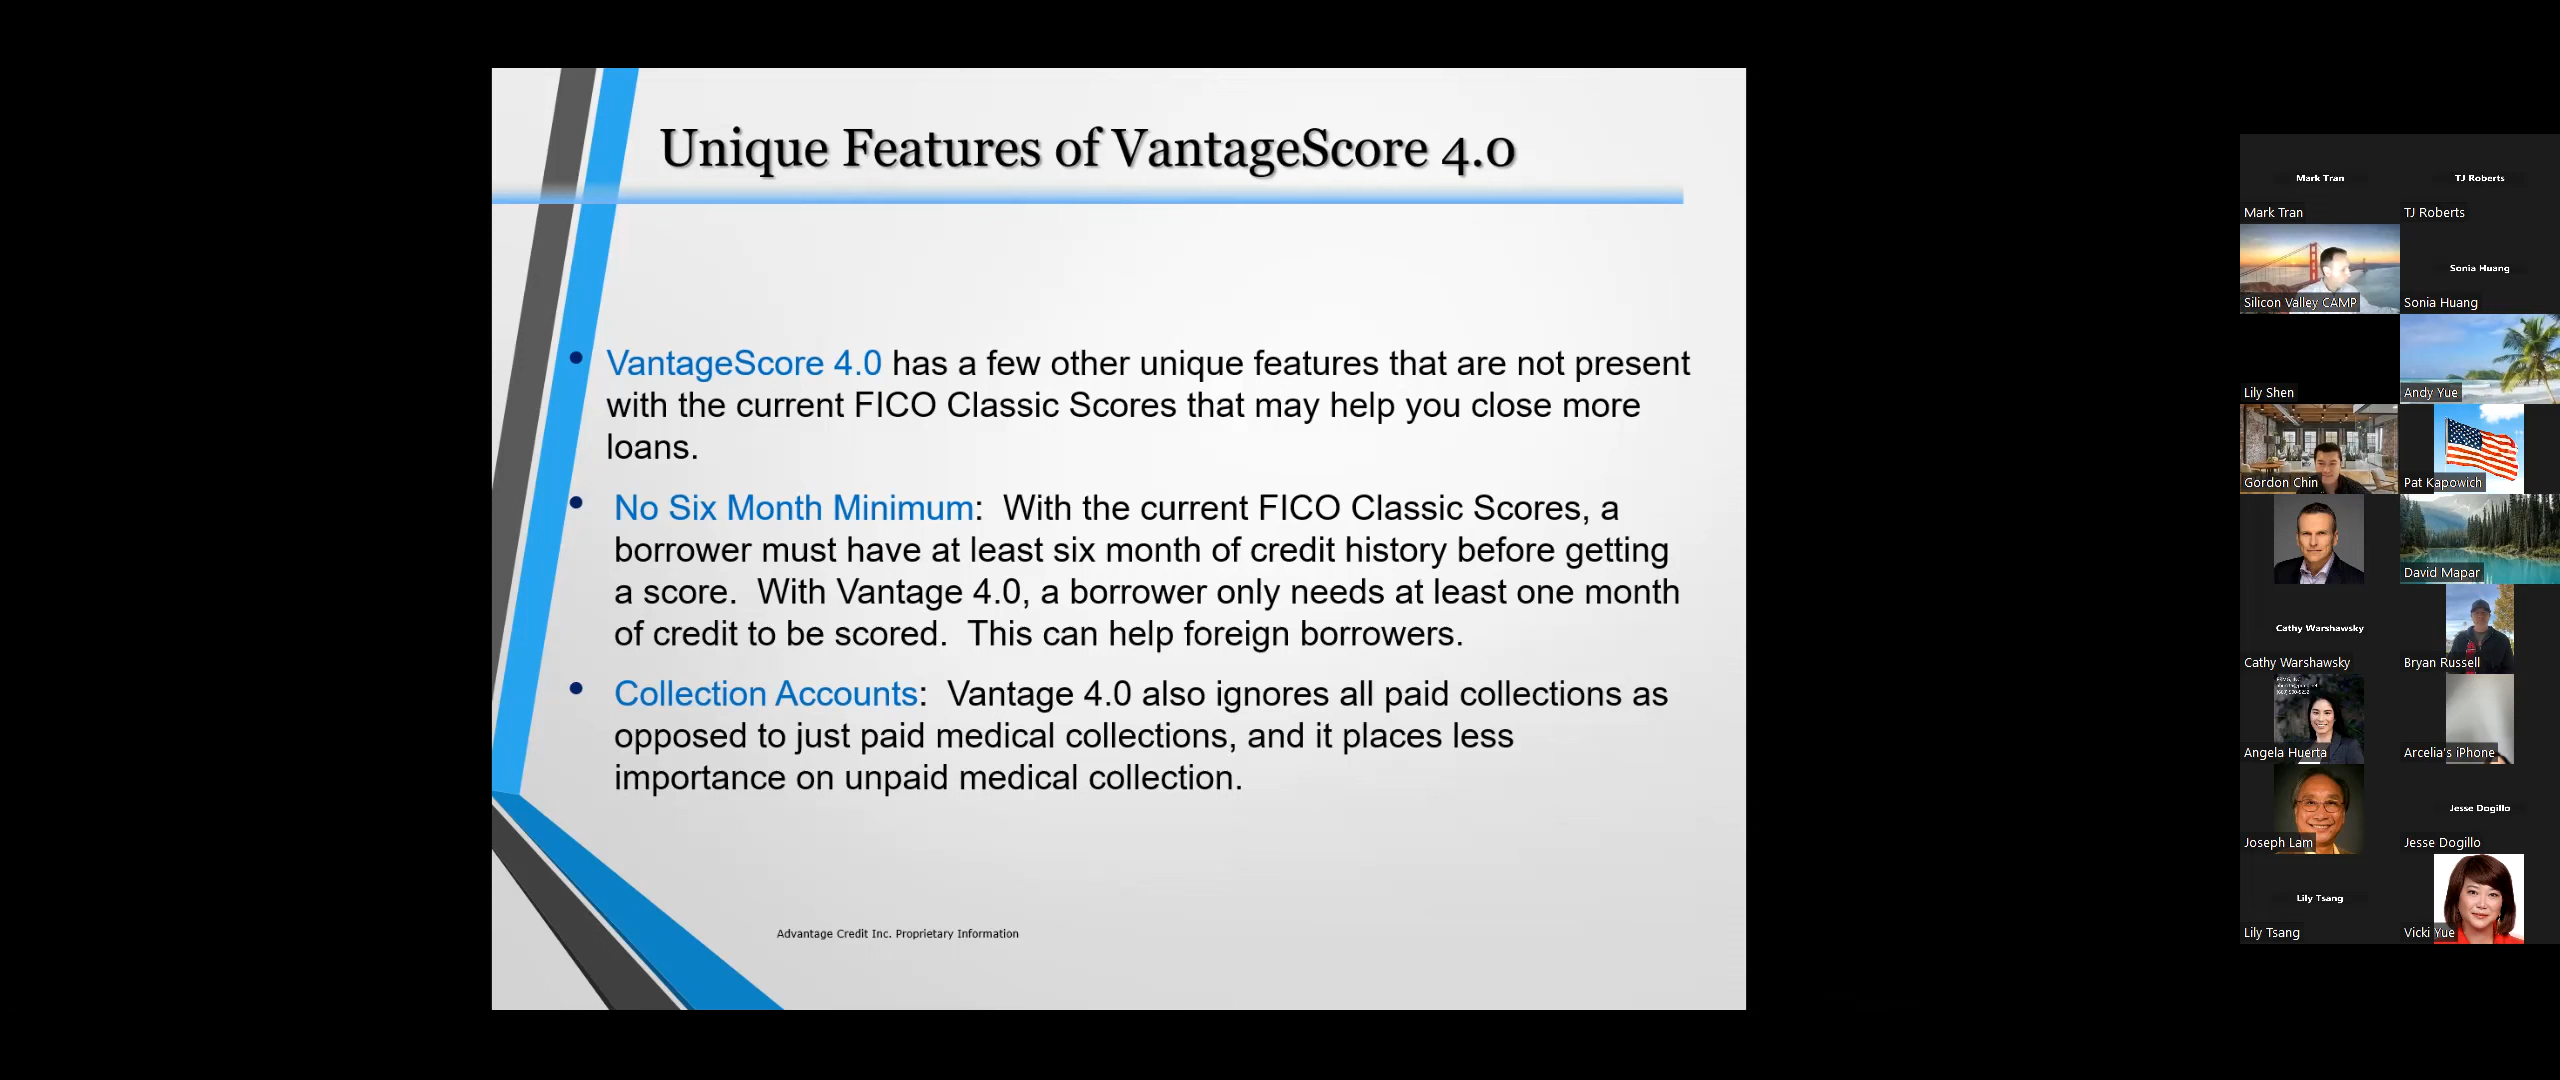 Unique Features of VantageScore 4.0
• VantageScore 4.0 has a few other unique features that are not present
with the current FICO Classic Scores that may help you close more
loans.
• No Six Month Minimum:  With the current FICO Classic Scores, a
borrower must have at least six month of credit history before getting
a score.  With Vantage 4.0, a borrower only needs at least one month
of credit to be scored.  This can help foreign borrowers.
• Collection Accounts:  Vantage 4.0 also ignores all paid collections as
opposed to just paid medical collections, and it places less
importance on unpaid medical collection.
Advantage Credit Inc. Proprietary Information
Mark Tran
Mark Tran
TJ Roberts
TJ Roberts
Silicon Valley CAMP
Sonia Huang
Sonia Huang
Lily Shen
Andy Yue
Gordon Chin
Pat Kapowich
David Mapar
Cathy Warshawsky
Cathy Warshawsky
Bryan Russell
Angela Huerta
Arcelia's iPhone
Joseph Lam
Jesse Dogillo
Jesse Dogillo
Lily Tsang
Lily Tsang
Vicki Yue